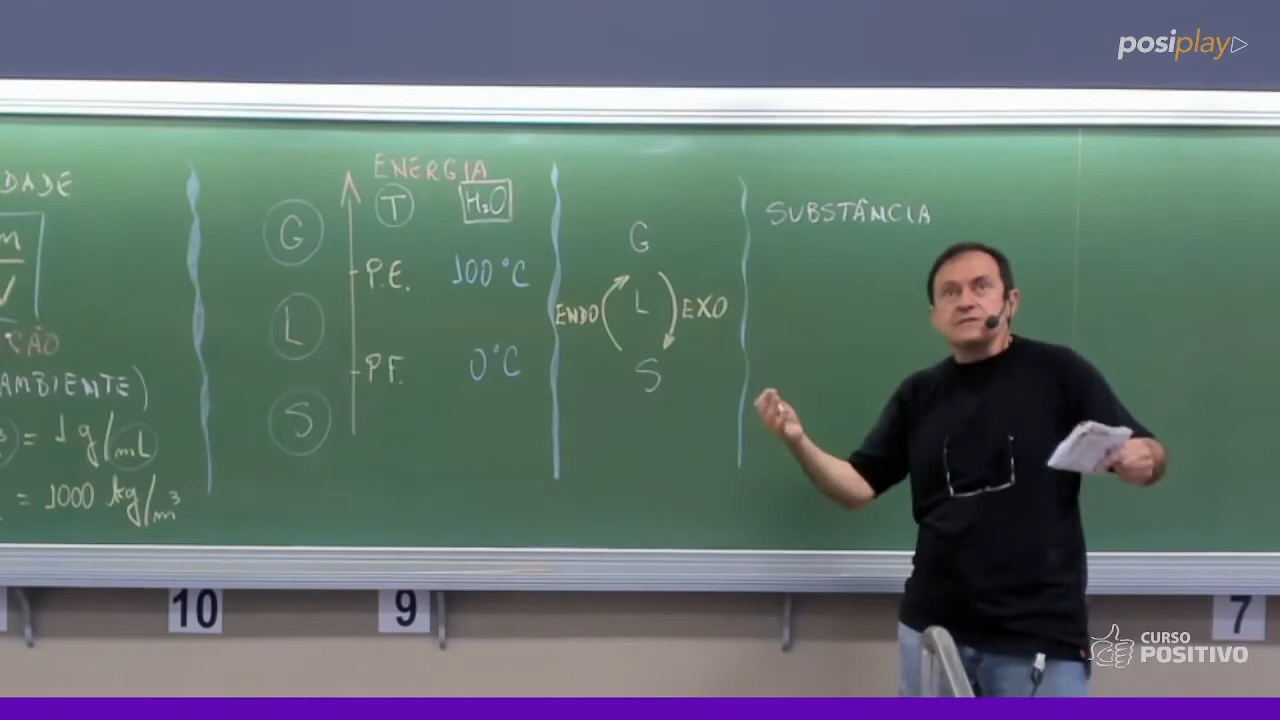 posiplay
DADE
m
V
ÇÃO
AMBIENTE)
= 1 g/mL
= 1000 kg/m³
ENERGIA
T H₂O
G
P.E. 100°C
L
P.F. 0°C
S
G
ENDO L EXO
S
SUBSTÂNCIA
10
9
7
CURSO
POSITIVO